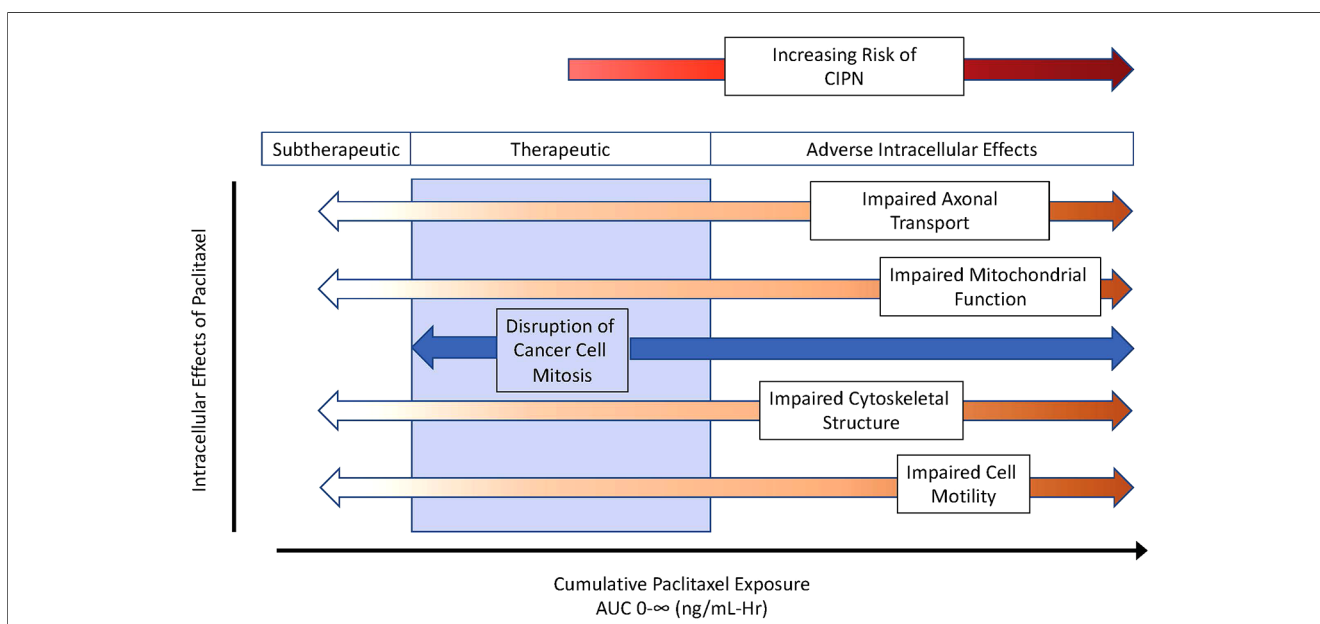 Increasing Risk of
CIPN
Subtherapeutic
Therapeutic
Adverse Intracellular Effects
Intracellular Effects of Paclitaxel
Impaired Axonal
Transport
Impaired Mitochondrial
Function
Disruption of
Cancer Cell
Mitosis
Impaired Cytoskeletal
Structure
Impaired Cell
Motility
Cumulative Paclitaxel Exposure
AUC 0-∞ (ng/mL-Hr)